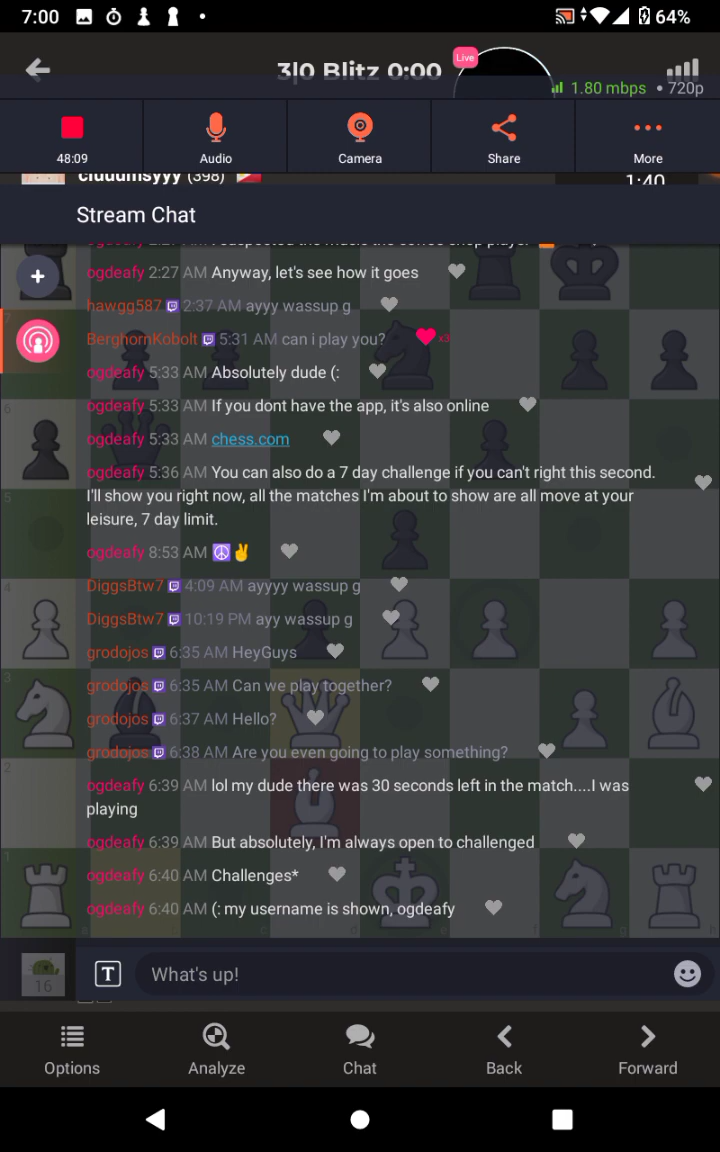 7:00
64%
3|0 Blitz 0:00
Live
1.80 mbps • 720p
48:09
Audio
Camera
Share
More
cluumsyyy (398)
1:40
Stream Chat
ogdeafy 2:27 AM Anyway, let's see how it goes
hawgg587 2:37 AM ayyy wassup g
BerghornKobolt 5:31 AM can i play you? x3
ogdeafy 5:33 AM Absolutely dude (:
ogdeafy 5:33 AM If you dont have the app, it's also online
ogdeafy 5:33 AM chess.com
ogdeafy 5:36 AM You can also do a 7 day challenge if you can't right this second.
I'll show you right now, all the matches I'm about to show are all move at your
leisure, 7 day limit.
ogdeafy 8:53 AM ☮️✌️
DiggsBtw7 4:09 AM ayyyy wassup g
DiggsBtw7 10:19 PM ayy wassup g
grodojos 6:35 AM HeyGuys
grodojos 6:35 AM Can we play together?
grodojos 6:37 AM Hello?
grodojos 6:38 AM Are you even going to play something?
ogdeafy 6:39 AM lol my dude there was 30 seconds left in the match....I was
playing
ogdeafy 6:39 AM But absolutely, I'm always open to challenged
ogdeafy 6:40 AM Challenges*
ogdeafy 6:40 AM (: my username is shown, ogdeafy
7
6
5
4
3
2
1
a
c
d
e
f
g
h
16
T
What's up!
Options
Analyze
Chat
Back
Forward